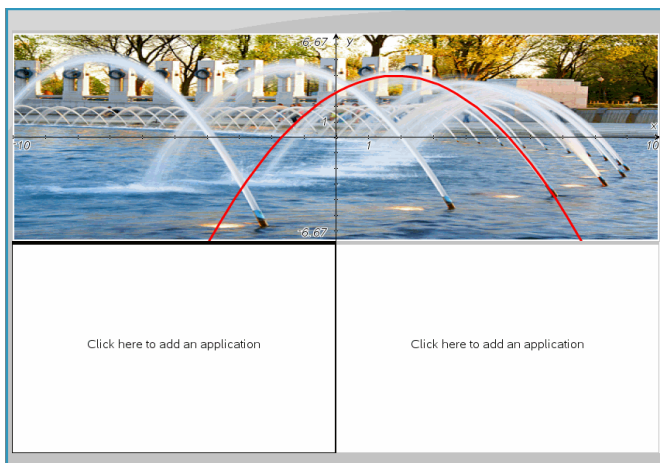 -6.67 y
1
x
-10
1
10
-6.67
Click here to add an application
Click here to add an application